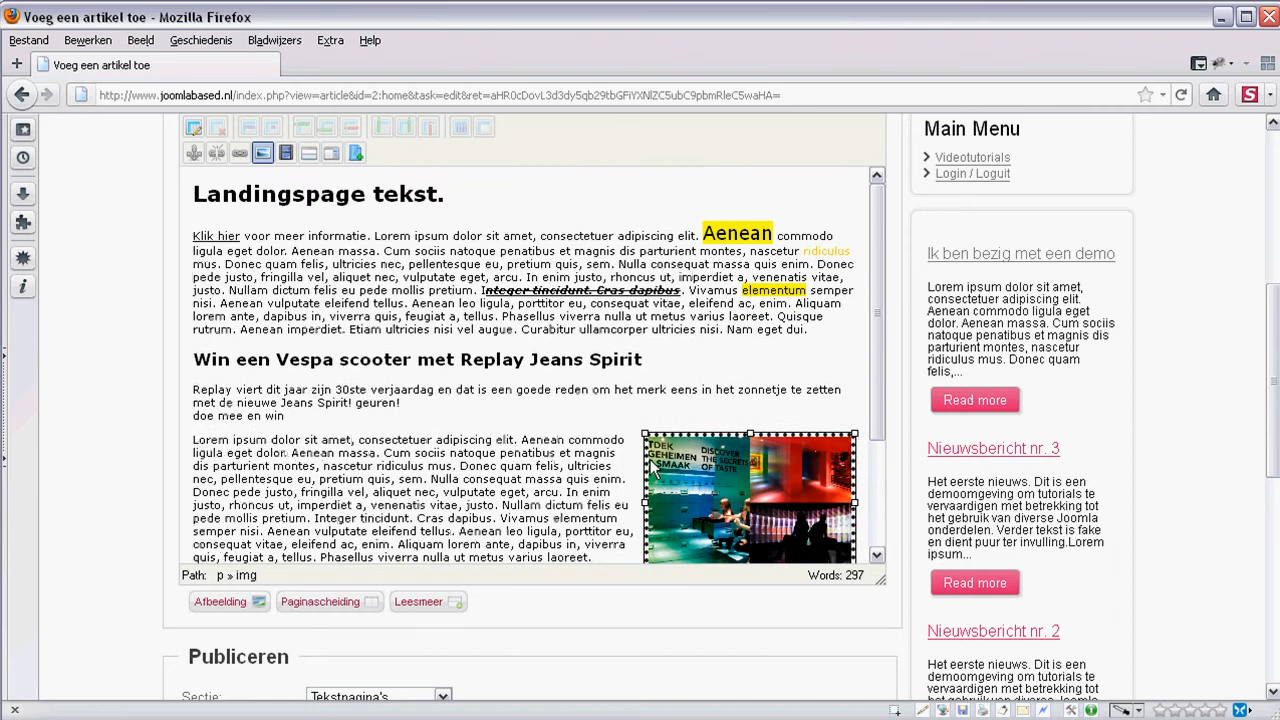 Voeg een artikel toe - Mozilla Firefox
Bestand Bewerken Beeld Geschiedenis Bladwijzers Extra Help
Voeg een artikel toe
http://www.joomlabased.nl/index.php?view=article&id=2:home&task=edit&ret=aHR0cDovL3d3dy5qb29tbGFiYXNlZC5ubC9pbmRleC5waHA=
Landingspage tekst.
Klik hier voor meer informatie. Lorem ipsum dolor sit amet, consectetuer adipiscing elit. Aenean commodo
ligula eget dolor. Aenean massa. Cum sociis natoque penatibus et magnis dis parturient montes, nascetur ridiculus
mus. Donec quam felis, ultricies nec, pellentesque eu, pretium quis, sem. Nulla consequat massa quis enim. Donec
pede justo, fringilla vel, aliquet nec, vulputate eget, arcu. In enim justo, rhoncus ut, imperdiet a, venenatis vitae,
justo. Nullam dictum felis eu pede mollis pretium. Integer tincidunt. Cras dapibus. Vivamus elementum semper
nisi. Aenean vulputate eleifend tellus. Aenean leo ligula, porttitor eu, consequat vitae, eleifend ac, enim. Aliquam
lorem ante, dapibus in, viverra quis, feugiat a, tellus. Phasellus viverra nulla ut metus varius laoreet. Quisque
rutrum. Aenean imperdiet. Etiam ultricies nisi vel augue. Curabitur ullamcorper ultricies nisi. Nam eget dui.
Win een Vespa scooter met Replay Jeans Spirit
Replay viert dit jaar zijn 30ste verjaardag en dat is een goede reden om het merk eens in het zonnetje te zetten
met de nieuwe Jeans Spirit! geuren!
doe mee en win
Lorem ipsum dolor sit amet, consectetuer adipiscing elit. Aenean commodo
ligula eget dolor. Aenean massa. Cum sociis natoque penatibus et magnis
dis parturient montes, nascetur ridiculus mus. Donec quam felis, ultricies
nec, pellentesque eu, pretium quis, sem. Nulla consequat massa quis enim.
Donec pede justo, fringilla vel, aliquet nec, vulputate eget, arcu. In enim
justo, rhoncus ut, imperdiet a, venenatis vitae, justo. Nullam dictum felis eu
pede mollis pretium. Integer tincidunt. Cras dapibus. Vivamus elementum
semper nisi. Aenean vulputate eleifend tellus. Aenean leo ligula, porttitor eu,
consequat vitae, eleifend ac, enim. Aliquam lorem ante, dapibus in, viverra
quis, feugiat a, tellus. Phasellus viverra nulla ut metus varius laoreet.
GEHEIMEN
SMAAK
DISCOVER
THE SECRETS
OF TASTE
Path: p » img
Words: 297
Afbeelding Paginascheiding Leesmeer
Publiceren
Sectie: Tekstpagina's
Main Menu
Videotutorials
Login / Loguit
Ik ben bezig met een demo
Lorem ipsum dolor sit amet,
consectetuer adipiscing elit.
Aenean commodo ligula eget
dolor. Aenean massa. Cum
sociis natoque penatibus et
magnis dis parturient
montes, nascetur
ridiculus mus. Donec quam
felis,...
Read more
Nieuwsbericht nr. 3
Het eerste nieuws. Dit is een
demoomgeving om tutorials te
vertonen met betrekking tot
het gebruik van diverse Joomla
onderdelen. Verder tekst is fake
en dient puur ter invulling.Lorem
ipsum...
Read more
Nieuwsbericht nr. 2
Het eerste nieuws. Dit is een
demoomgeving om tutorials te
vertonen met betrekking tot
het gebruik van diverse Joomla